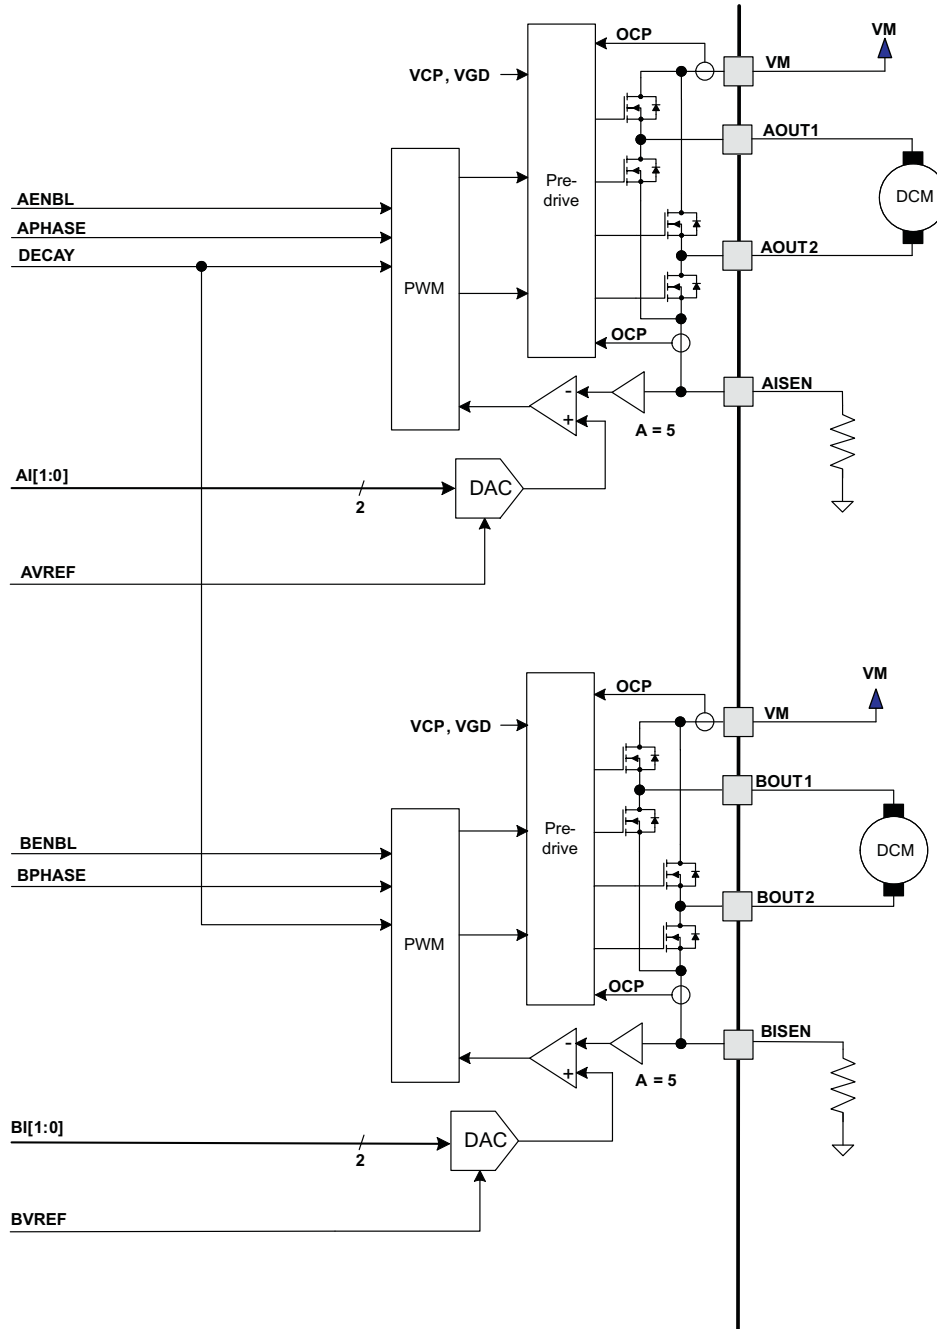 OCP
VM
VCP, VGD
VM
AOUT1
Pre-
drive
DCM
AENBL
APHASE
DECAY
AOUT2
PWM
OCP
-
+
AISEN
A = 5
AI[1:0]
2
DAC
AVREF
OCP
VM
VCP, VGD
VM
BOUT1
Pre-
drive
DCM
BENBL
BPHASE
BOUT2
PWM
OCP
-
+
BISEN
A = 5
BI[1:0]
2
DAC
BVREF